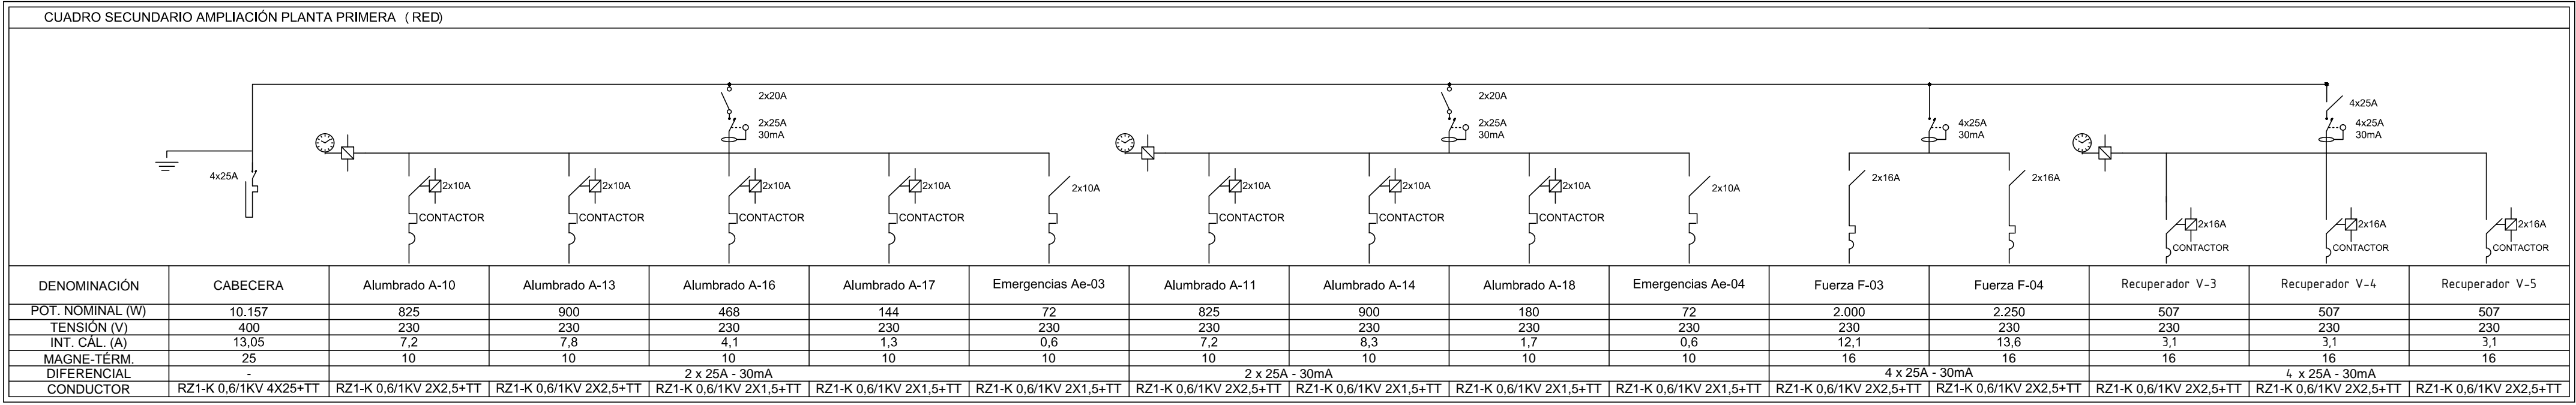 CUADRO SECUNDARIO AMPLIACIÓN PLANTA PRIMERA ( RED)
2x20A 2x20A 4x25A
2x25A 30mA 2x25A 30mA 4x25A 30mA 4x25A 30mA
4x25A 2x10A 2x10A 2x10A 2x10A 2x10A 2x10A 2x10A 2x10A 2x10A 2x16A 2x16A 2x16A 2x16A 2x16A
CONTACTOR CONTACTOR CONTACTOR CONTACTOR CONTACTOR CONTACTOR CONTACTOR CONTACTOR CONTACTOR CONTACTOR
DENOMINACIÓN CABECERA Alumbrado A-10 Alumbrado A-13 Alumbrado A-16 Alumbrado A-17 Emergencias Ae-03 Alumbrado A-11 Alumbrado A-14 Alumbrado A-18 Emergencias Ae-04 Fuerza F-03 Fuerza F-04 Recuperador V-3 Recuperador V-4 Recuperador V-5
POT. NOMINAL (W) 10.157 825 900 468 144 72 825 900 180 72 2.000 2.250 507 507 507
TENSIÓN (V) 400 230 230 230 230 230 230 230 230 230 230 230 230 230 230
INT. CÁL. (A) 13,05 7,2 7,8 4,1 1,3 0,6 7,2 8,3 1,7 0,6 12,1 13,6 3,1 3,1 3,1
MAGNE-TÉRM. 25 10 10 10 10 10 10 10 10 10 16 16 16 16 16
DIFERENCIAL - 2 x 25A - 30mA 2 x 25A - 30mA 4 x 25A - 30mA 4 x 25A - 30mA
CONDUCTOR RZ1-K 0,6/1KV 4X25+TT RZ1-K 0,6/1KV 2X2,5+TT RZ1-K 0,6/1KV 2X2,5+TT RZ1-K 0,6/1KV 2X1,5+TT RZ1-K 0,6/1KV 2X1,5+TT RZ1-K 0,6/1KV 2X1,5+TT RZ1-K 0,6/1KV 2X2,5+TT RZ1-K 0,6/1KV 2X1,5+TT RZ1-K 0,6/1KV 2X1,5+TT RZ1-K 0,6/1KV 2X1,5+TT RZ1-K 0,6/1KV 2X2,5+TT RZ1-K 0,6/1KV 2X2,5+TT RZ1-K 0,6/1KV 2X2,5+TT RZ1-K 0,6/1KV 2X2,5+TT RZ1-K 0,6/1KV 2X2,5+TT